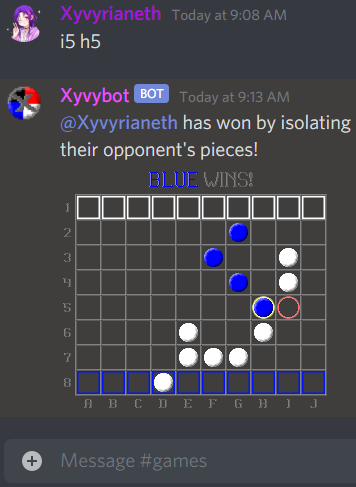 Xyvyrianeth Today at 9:08 AM
i5 h5
Xyvybot BOT Today at 9:13 AM
@Xyvyrianeth has won by isolating
their opponent's pieces!
BLUE WINS!
1
2
3
4
5
6
7
8
A B C D E F G H I J
Message #games